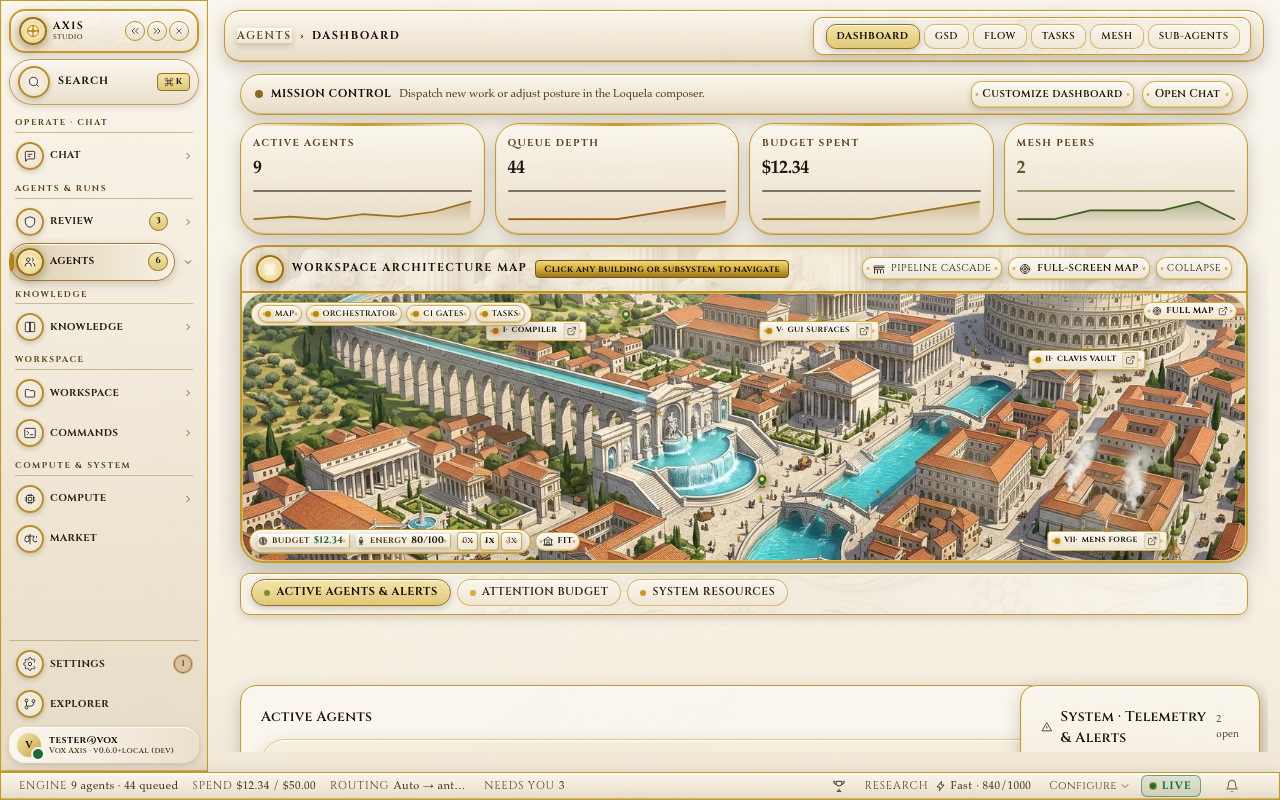 AXIS
STUDIO
SEARCH
⌘K
OPERATE · CHAT
CHAT
AGENTS & RUNS
REVIEW 3
AGENTS 6
KNOWLEDGE
KNOWLEDGE
WORKSPACE
WORKSPACE
COMMANDS
COMPUTE & SYSTEM
COMPUTE
MARKET
SETTINGS 1
EXPLORER
V
TESTER@VOX
VOX AXIS · V0.6.0+LOCAL (DEV)
AGENTS › DASHBOARD
DASHBOARD GSD FLOW TASKS MESH SUB-AGENTS
MISSION CONTROL Dispatch new work or adjust posture in the Loquela composer.
CUSTOMIZE DASHBOARD OPEN CHAT
ACTIVE AGENTS
9
QUEUE DEPTH
44
BUDGET SPENT
$12.34
MESH PEERS
2
WORKSPACE ARCHITECTURE MAP CLICK ANY BUILDING OR SUBSYSTEM TO NAVIGATE
PIPELINE CASCADE FULL-SCREEN MAP COLLAPSE
MAP ORCHESTRATOR CI GATES TASKS
FULL MAP
I· COMPILER
V· GUI SURFACES
II· CLAVIS VAULT
VII· MENS FORGE
BUDGET $12.34 ENERGY 80/100 0X 1X 3X FIT
ACTIVE AGENTS & ALERTS ATTENTION BUDGET SYSTEM RESOURCES
ACTIVE AGENTS
SYSTEM · TELEMETRY
& ALERTS
2
open
ENGINE 9 agents · 44 queued SPEND $12.34 / $50.00 ROUTING Auto → ant… NEEDS YOU 3
RESEARCH Fast · 840/1000 CONFIGURE LIVE